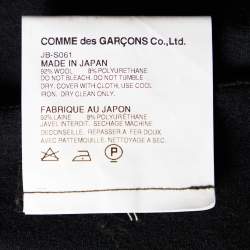 COMME des GARÇONS Co.,Ltd.
JB-S061
MADE IN JAPAN
92% WOOL 8% POLYURETHANE
DO NOT BLEACH. DO NOT TUMBLE
DRY. COVER WITH CLOTH, USE COOL
IRON. DRY CLEAN ONLY.
FABRIQUE AU JAPON
92% LAINE 8% POLYURETHANE
JAVEL INTERDIT. SECHAGE MACHINE
DECONSEILLE. REPASSER A FER DOUX
AVEC PATTEMOUILLE. NETTOYAGE A SEC.
P